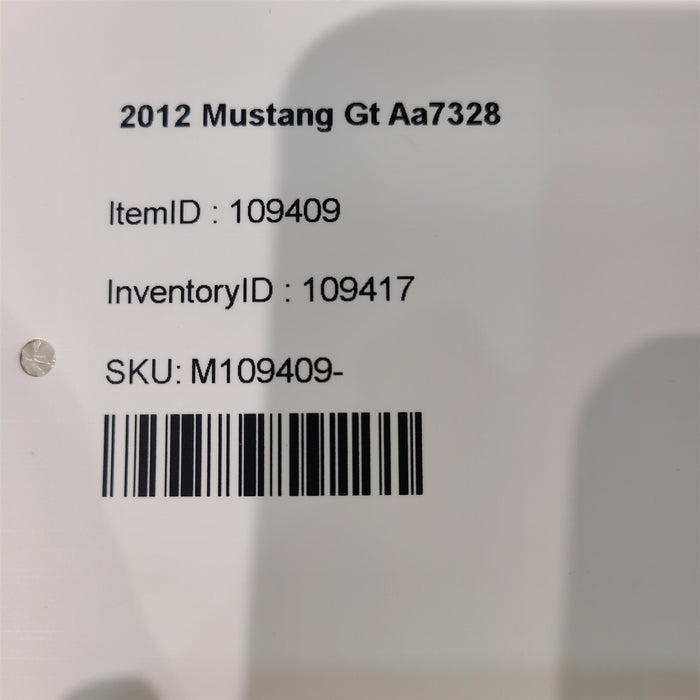 2012 Mustang Gt Aa7328
ItemID : 109409
InventoryID : 109417
SKU: M109409-